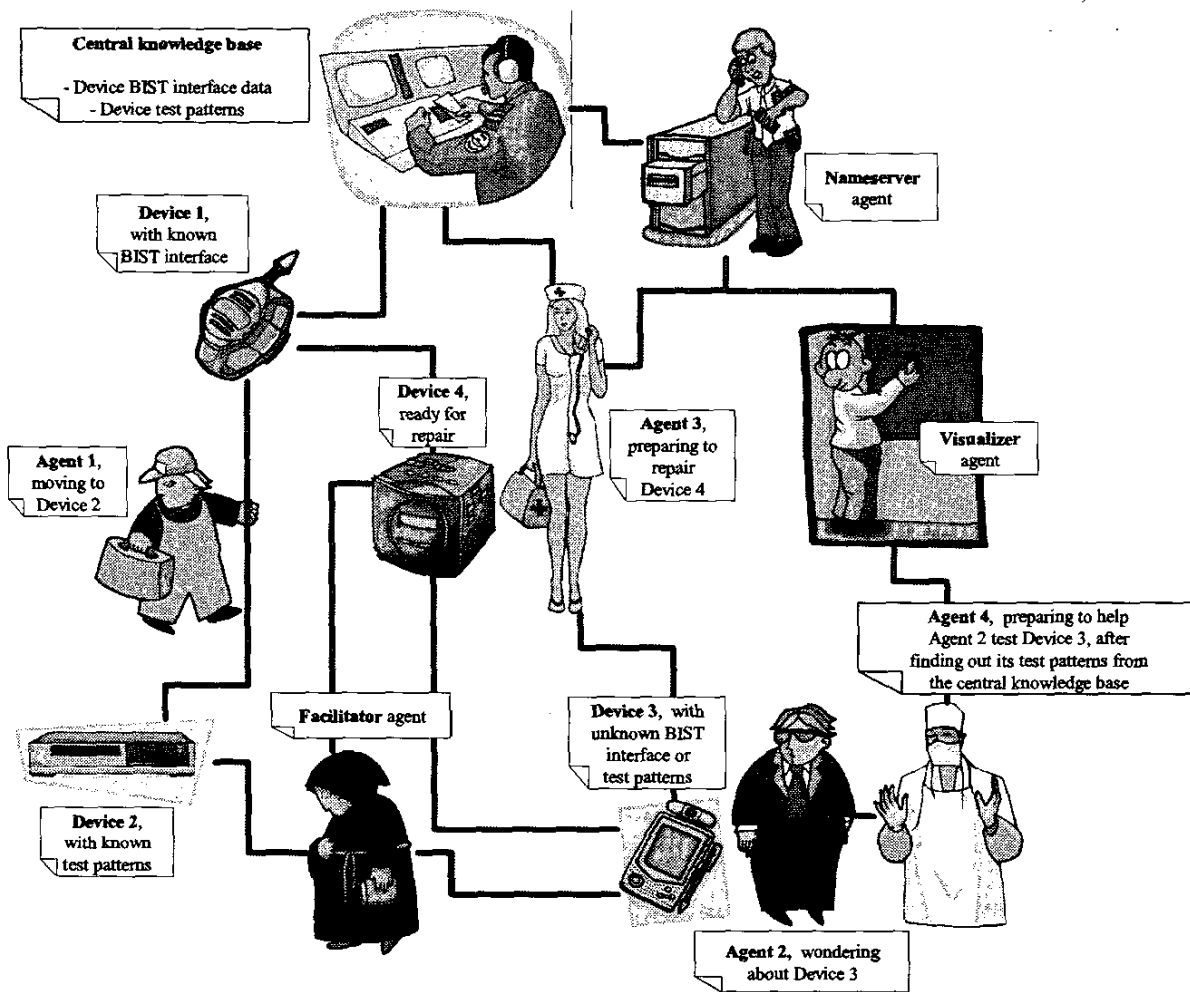 Central knowledge base
- Device BIST interface data
- Device test patterns
Nameserver
agent
Device 1,
with known
BIST interface
Device 4,
ready for
repair
Agent 3,
preparing to
repair
Device 4
Visualizer
agent
Agent 1,
moving to
Device 2
Agent 4, preparing to help
Agent 2 test Device 3, after
finding out its test patterns from
the central knowledge base
Facilitator agent
Device 3, with
unknown BIST
interface or
test patterns
Device 2,
with known
test patterns
Agent 2, wondering
about Device 3